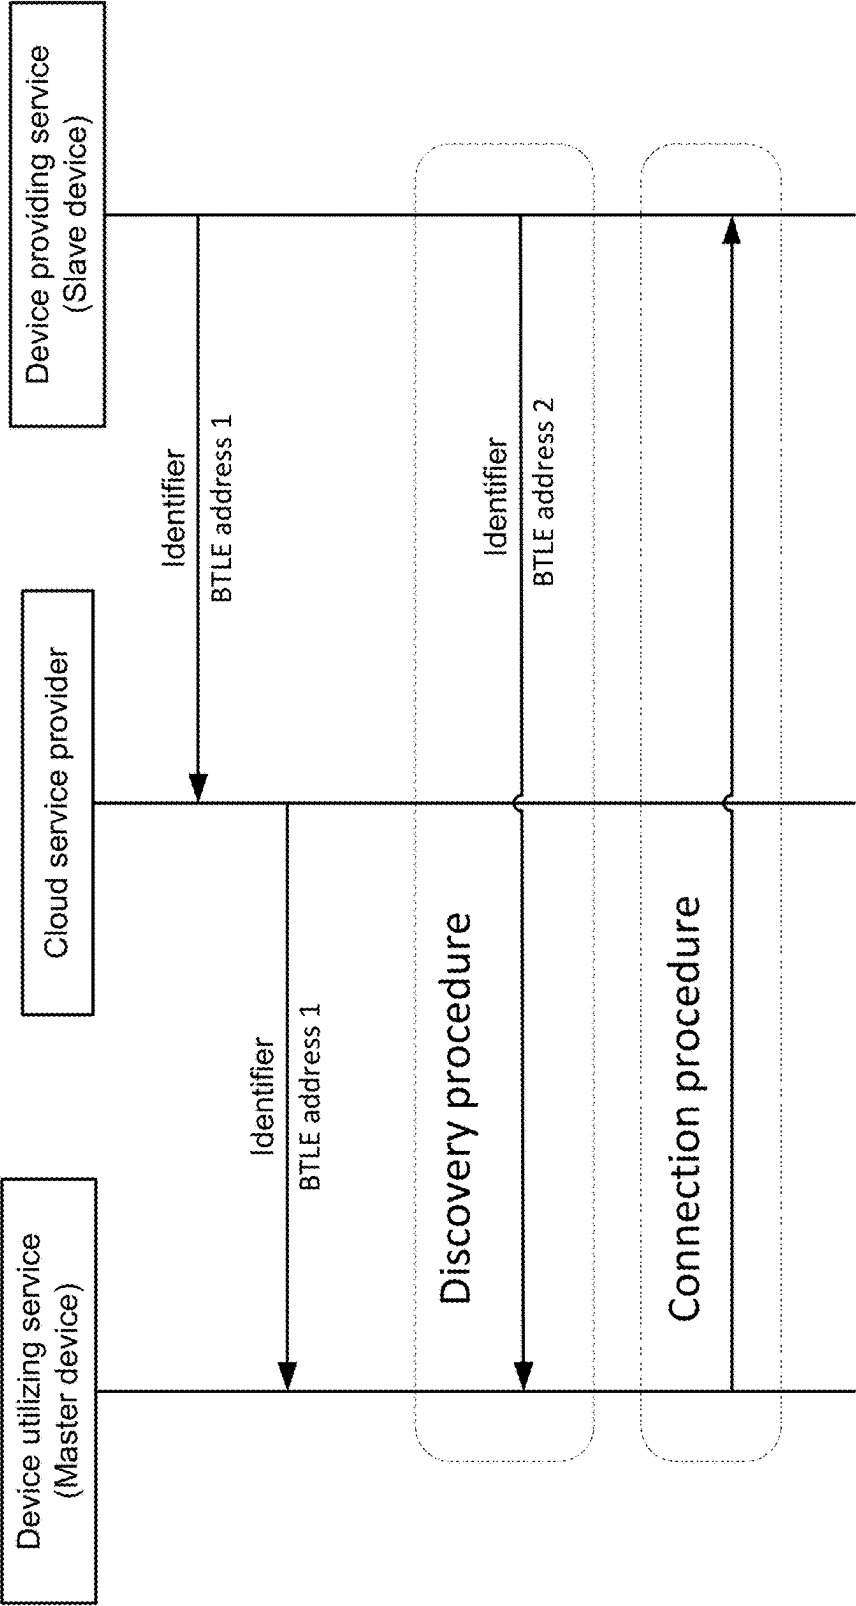 Device utilizing service
(Master device)
Cloud service provider
Device providing service
(Slave device)
Identifier
BTLE address 1
Identifier
BTLE address 1
Discovery procedure
Identifier
BTLE address 2
Connection procedure